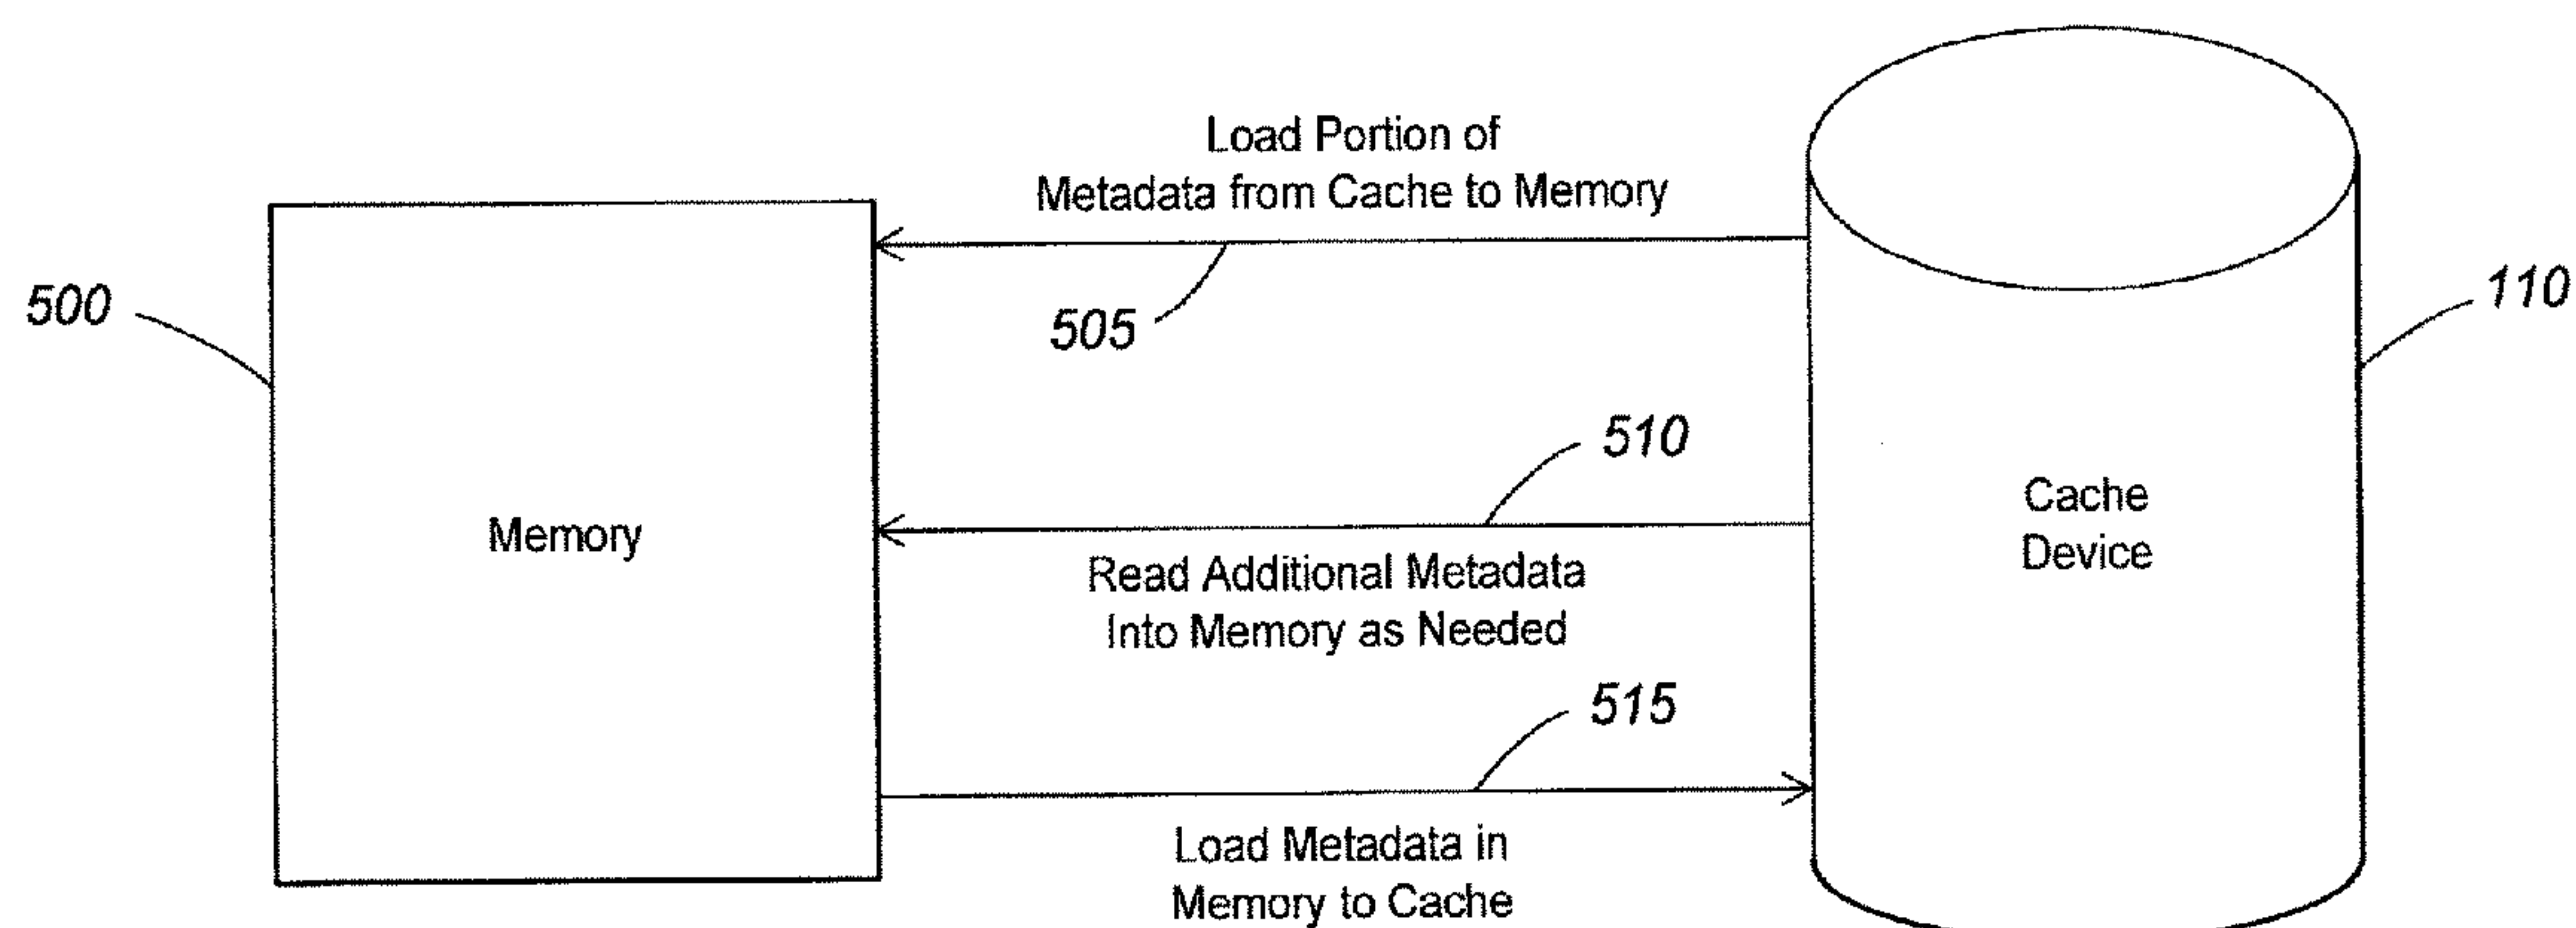 Load Portion of
Metadata from Cache to Memory
500
505
110
510
Memory
Cache
Device
Read Additional Metadata
Into Memory as Needed
515
Load Metadata in
Memory to Cache